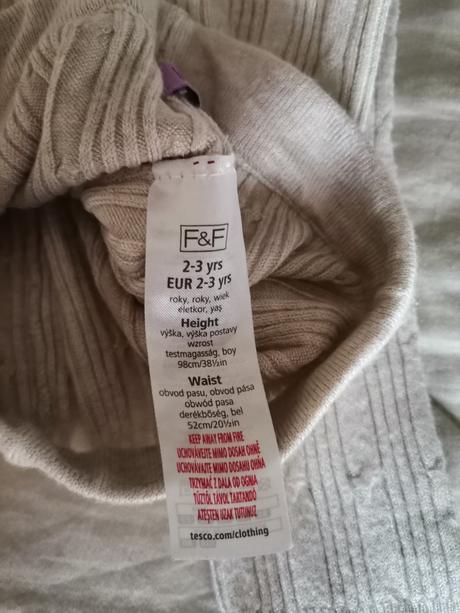 F&F
2-3 yrs
EUR 2-3 yrs
roky, roky, wiek
életkor, yaş
Height
výška, výška postavy
wzrost
testmagasság, boy
98cm/38½in
Waist
obvod pasu, obvod pása
obwód pasa
derékbőség, bel
52cm/20½in
KEEP AWAY FROM FIRE
UCHOVÁVEJTE MIMO DOSAH OHNĚ
UCHOVÁVAJTE MIMO DOSAHU OHŇA
TRZYMAĆ Z DALA OD OGNIA
TŰZTŐL TÁVOL TARTANDÓ
ATEŞTEN UZAK TUTUNUZ
tesco.com/clothing